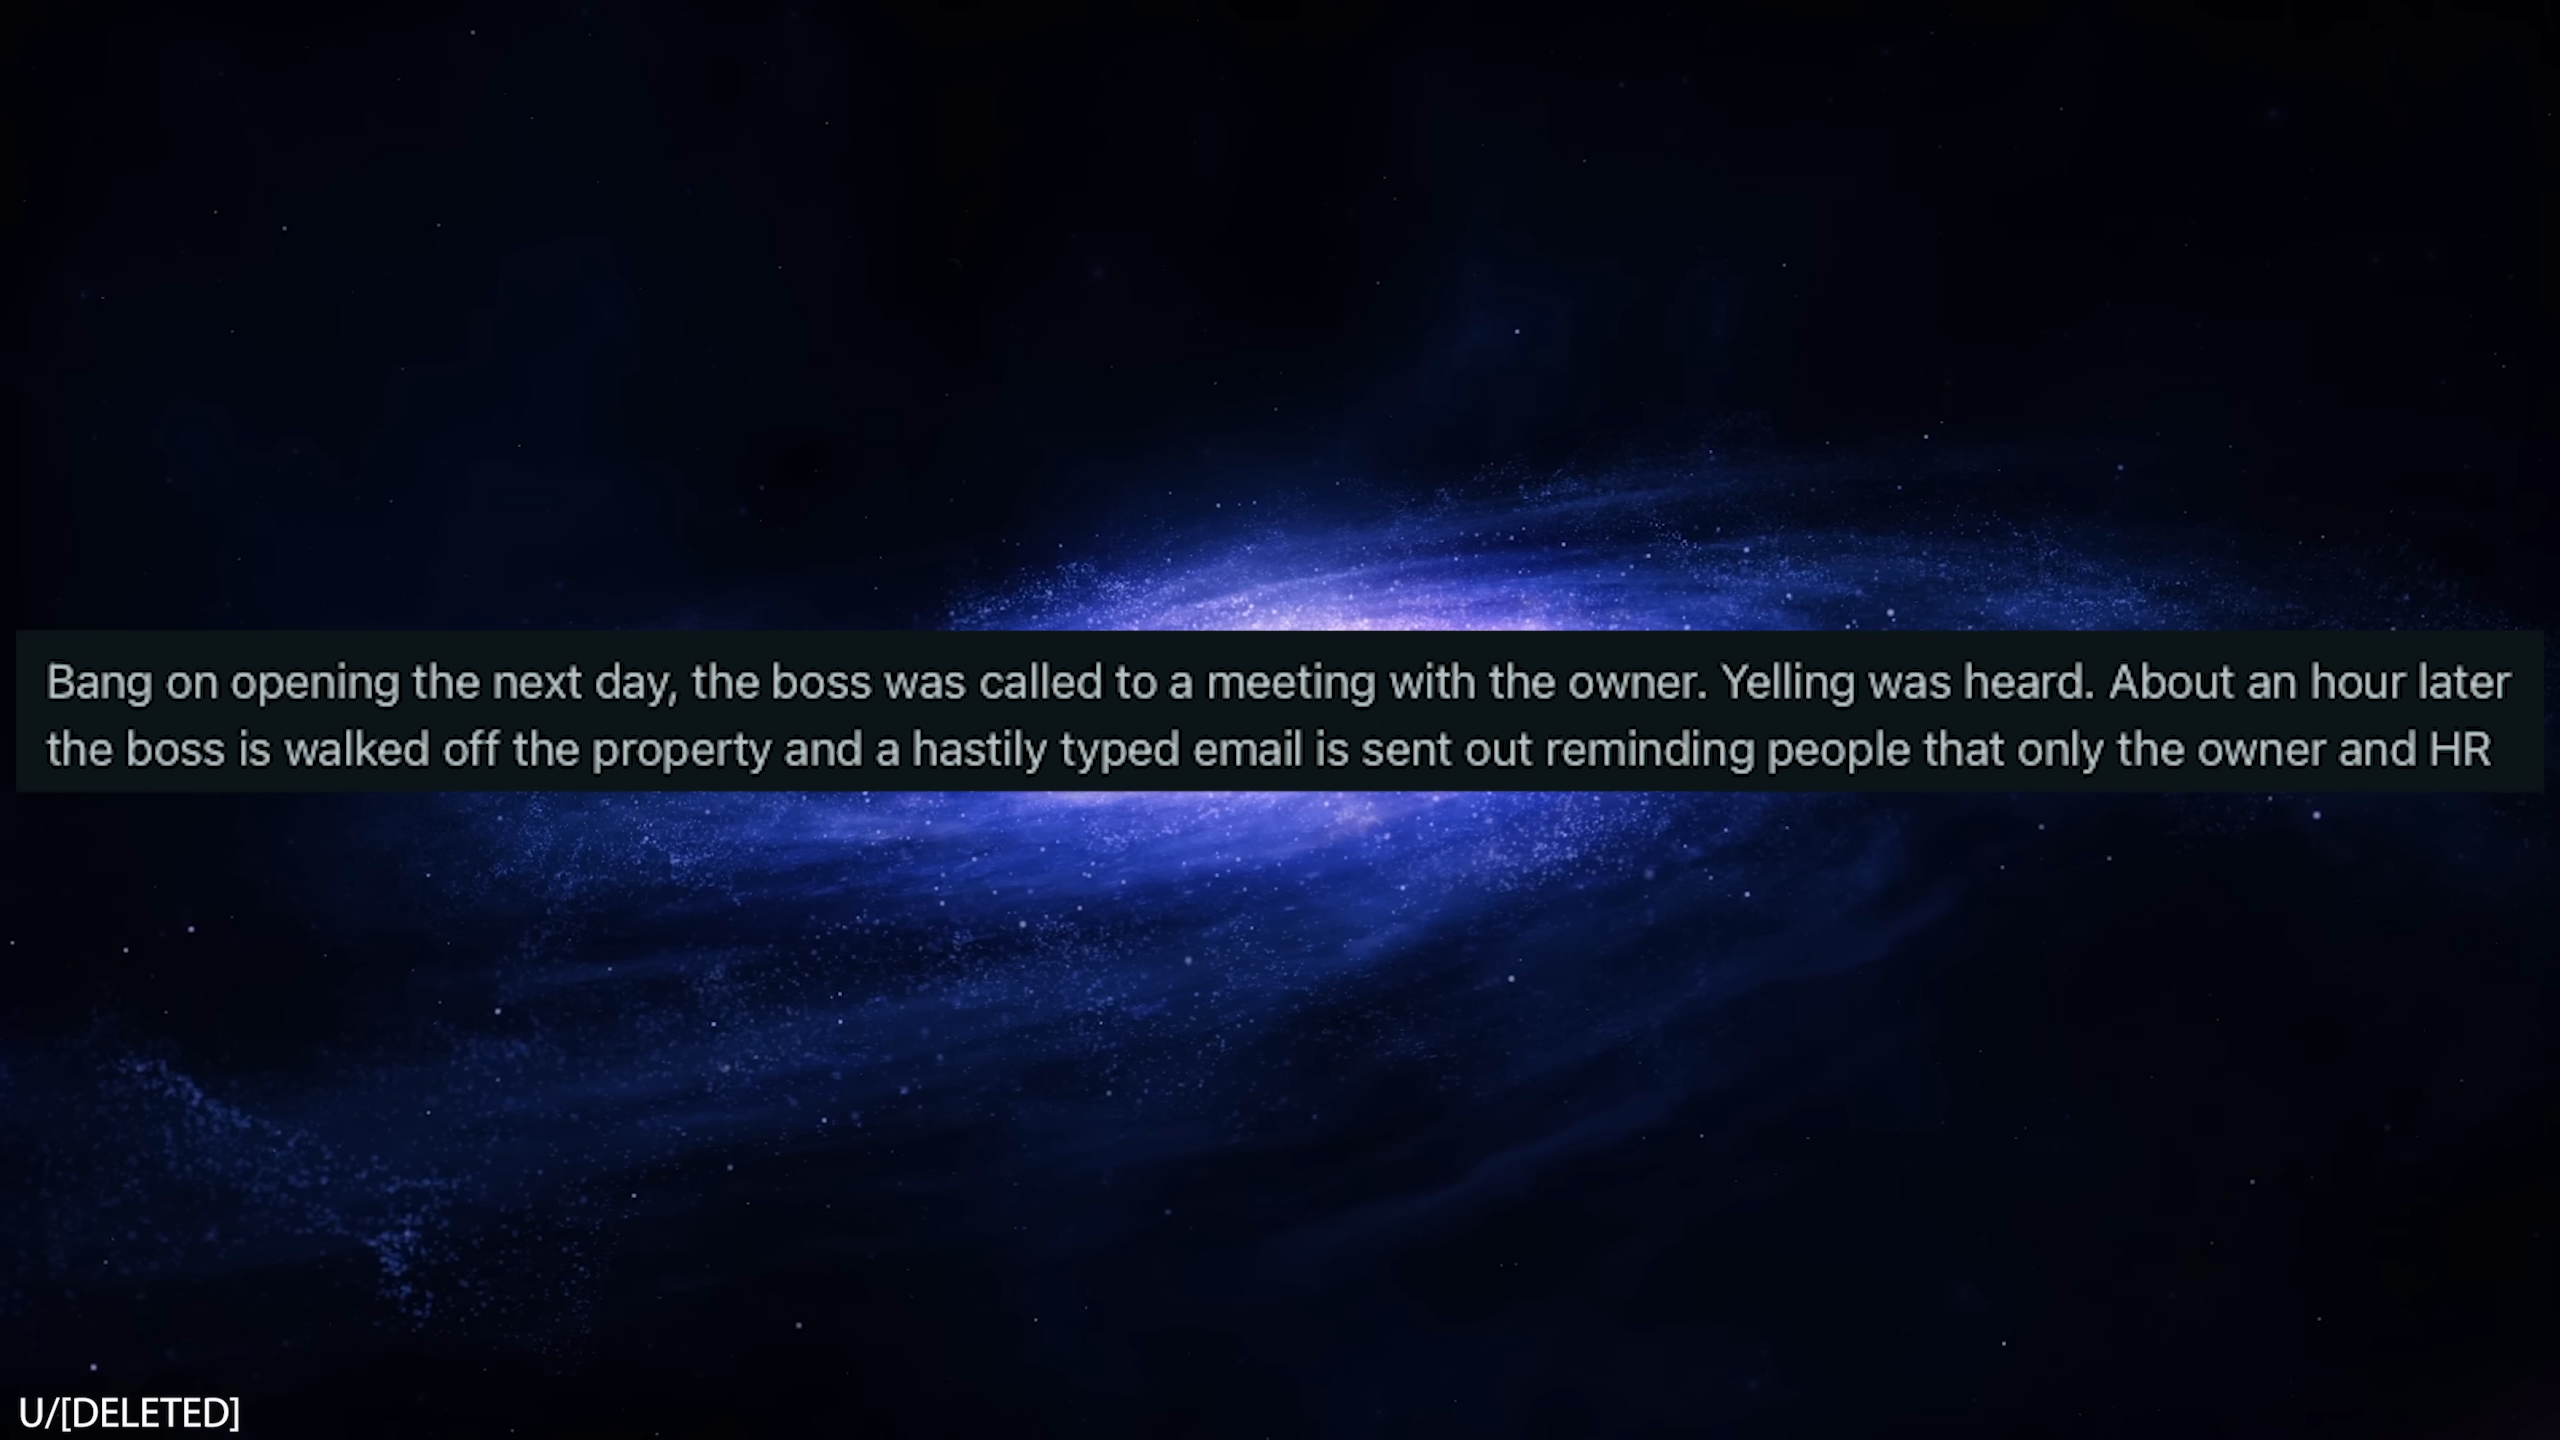 Bang on opening the next day, the boss was called to a meeting with the owner. Yelling was heard. About an hour later
the boss is walked off the property and a hastily typed email is sent out reminding people that only the owner and HR
U/[DELETED]